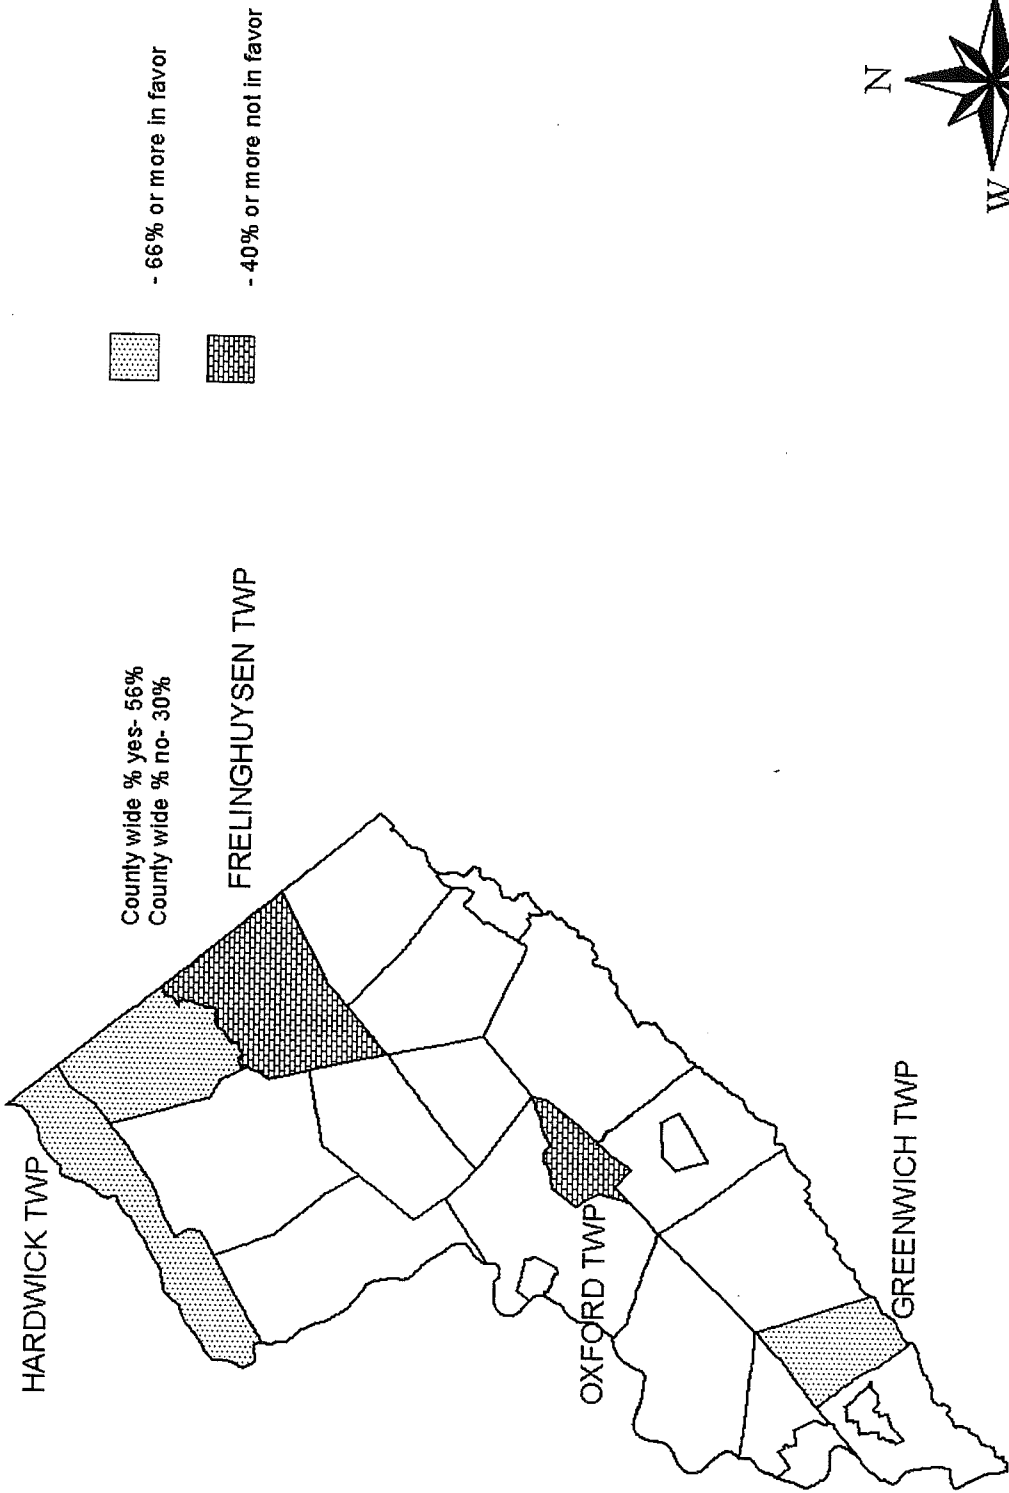 HARDWICK TWP
County wide % yes- 56%
County wide % no- 30%
FRELINGHUYSEN TWP
- 66% or more in favor
- 40% or more not in favor
OXFORD TWP
GREENWICH TWP
N
W